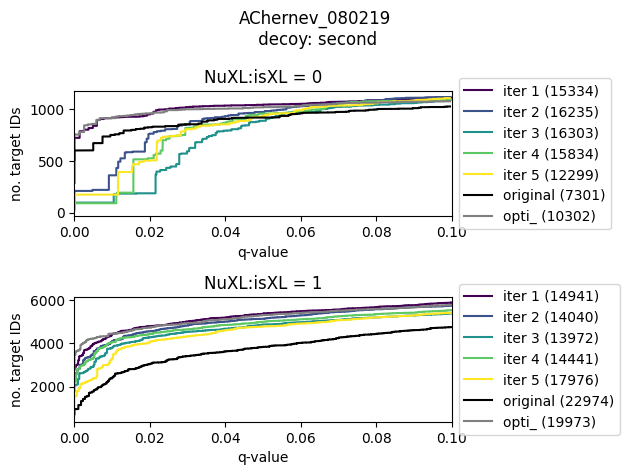 AChernev_080219
decoy: second
NuXL:isXL = 0
no. target IDs
1000
500
0
0.00 0.02 0.04 0.06 0.08 0.10
q-value
iter 1 (15334)
iter 2 (16235)
iter 3 (16303)
iter 4 (15834)
iter 5 (12299)
original (7301)
opti_ (10302)
NuXL:isXL = 1
no. target IDs
6000
4000
2000
0.00 0.02 0.04 0.06 0.08 0.10
q-value
iter 1 (14941)
iter 2 (14040)
iter 3 (13972)
iter 4 (14441)
iter 5 (17976)
original (22974)
opti_ (19973)